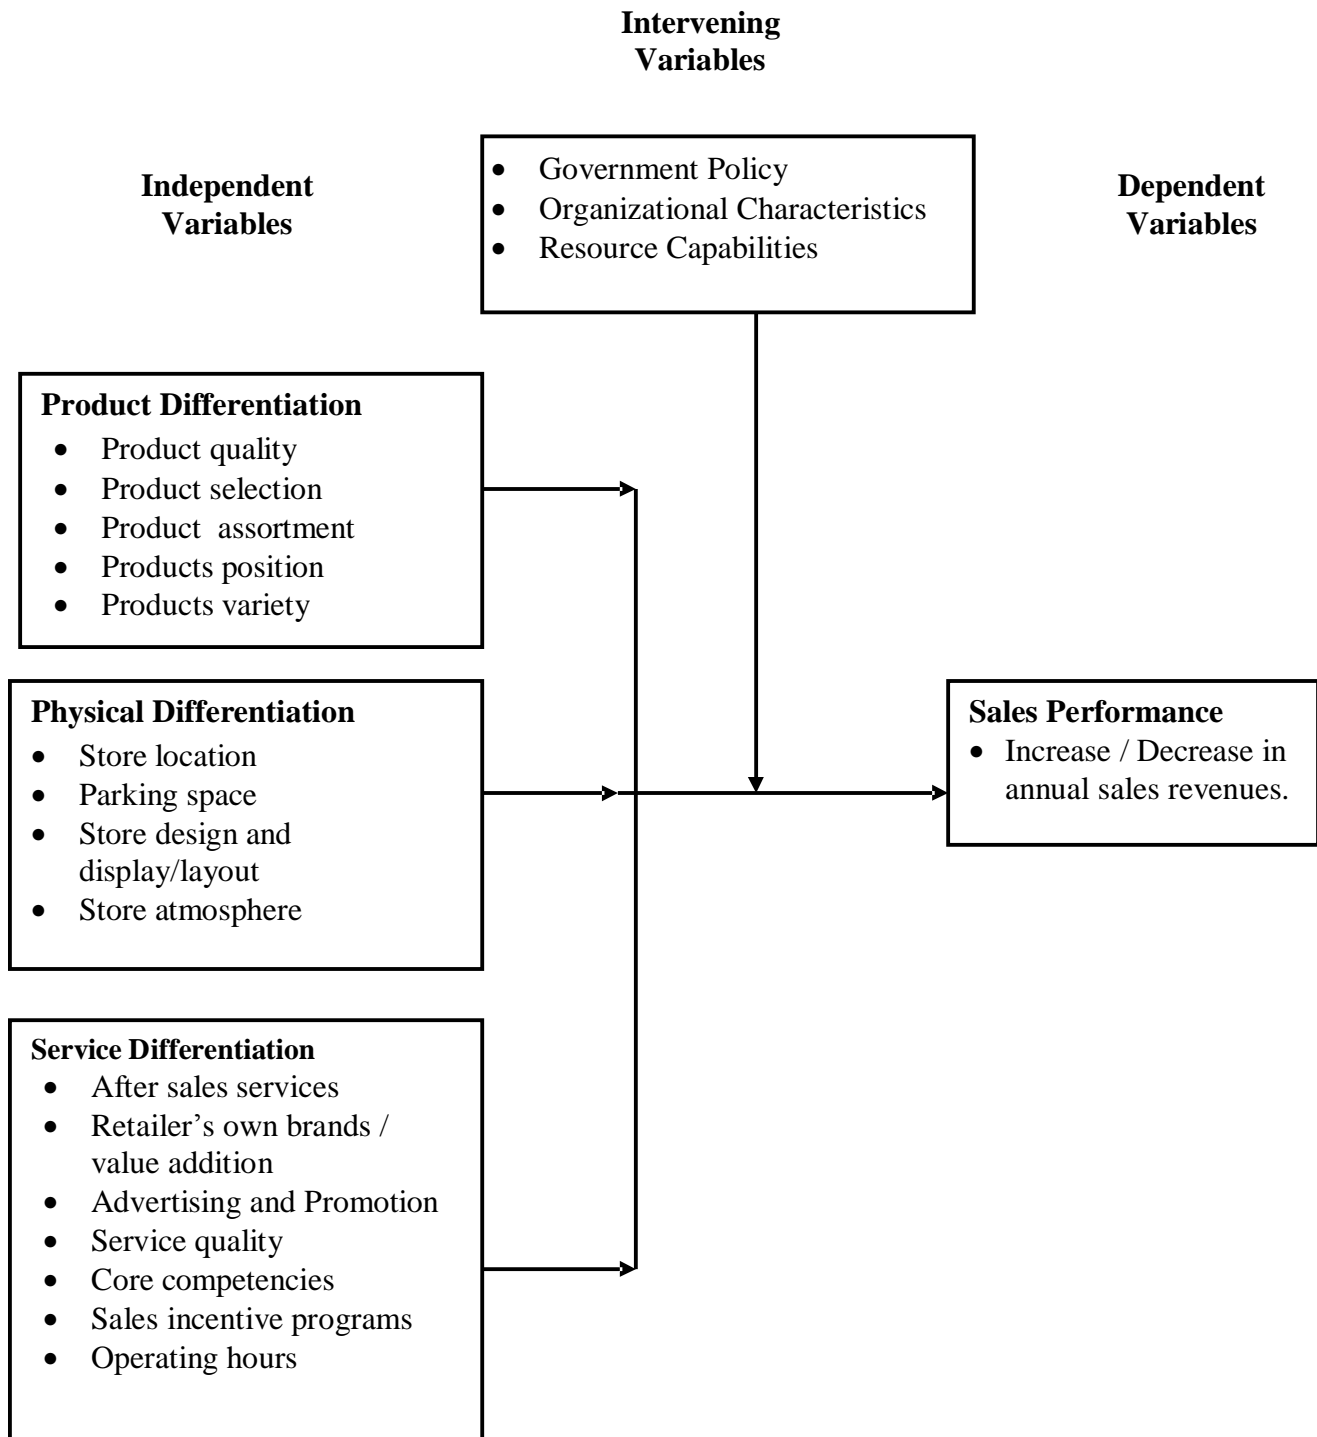 Intervening
Variables
Independent
Variables
• Government Policy
• Organizational Characteristics
• Resource Capabilities
Dependent
Variables
Product Differentiation
• Product quality
• Product selection
• Product  assortment
• Products position
• Products variety
Physical Differentiation
• Store location
• Parking space
• Store design and
display/layout
• Store atmosphere
Sales Performance
• Increase / Decrease in
annual sales revenues.
Service Differentiation
• After sales services
• Retailer’s own brands /
value addition
• Advertising and Promotion
• Service quality
• Core competencies
• Sales incentive programs
• Operating hours